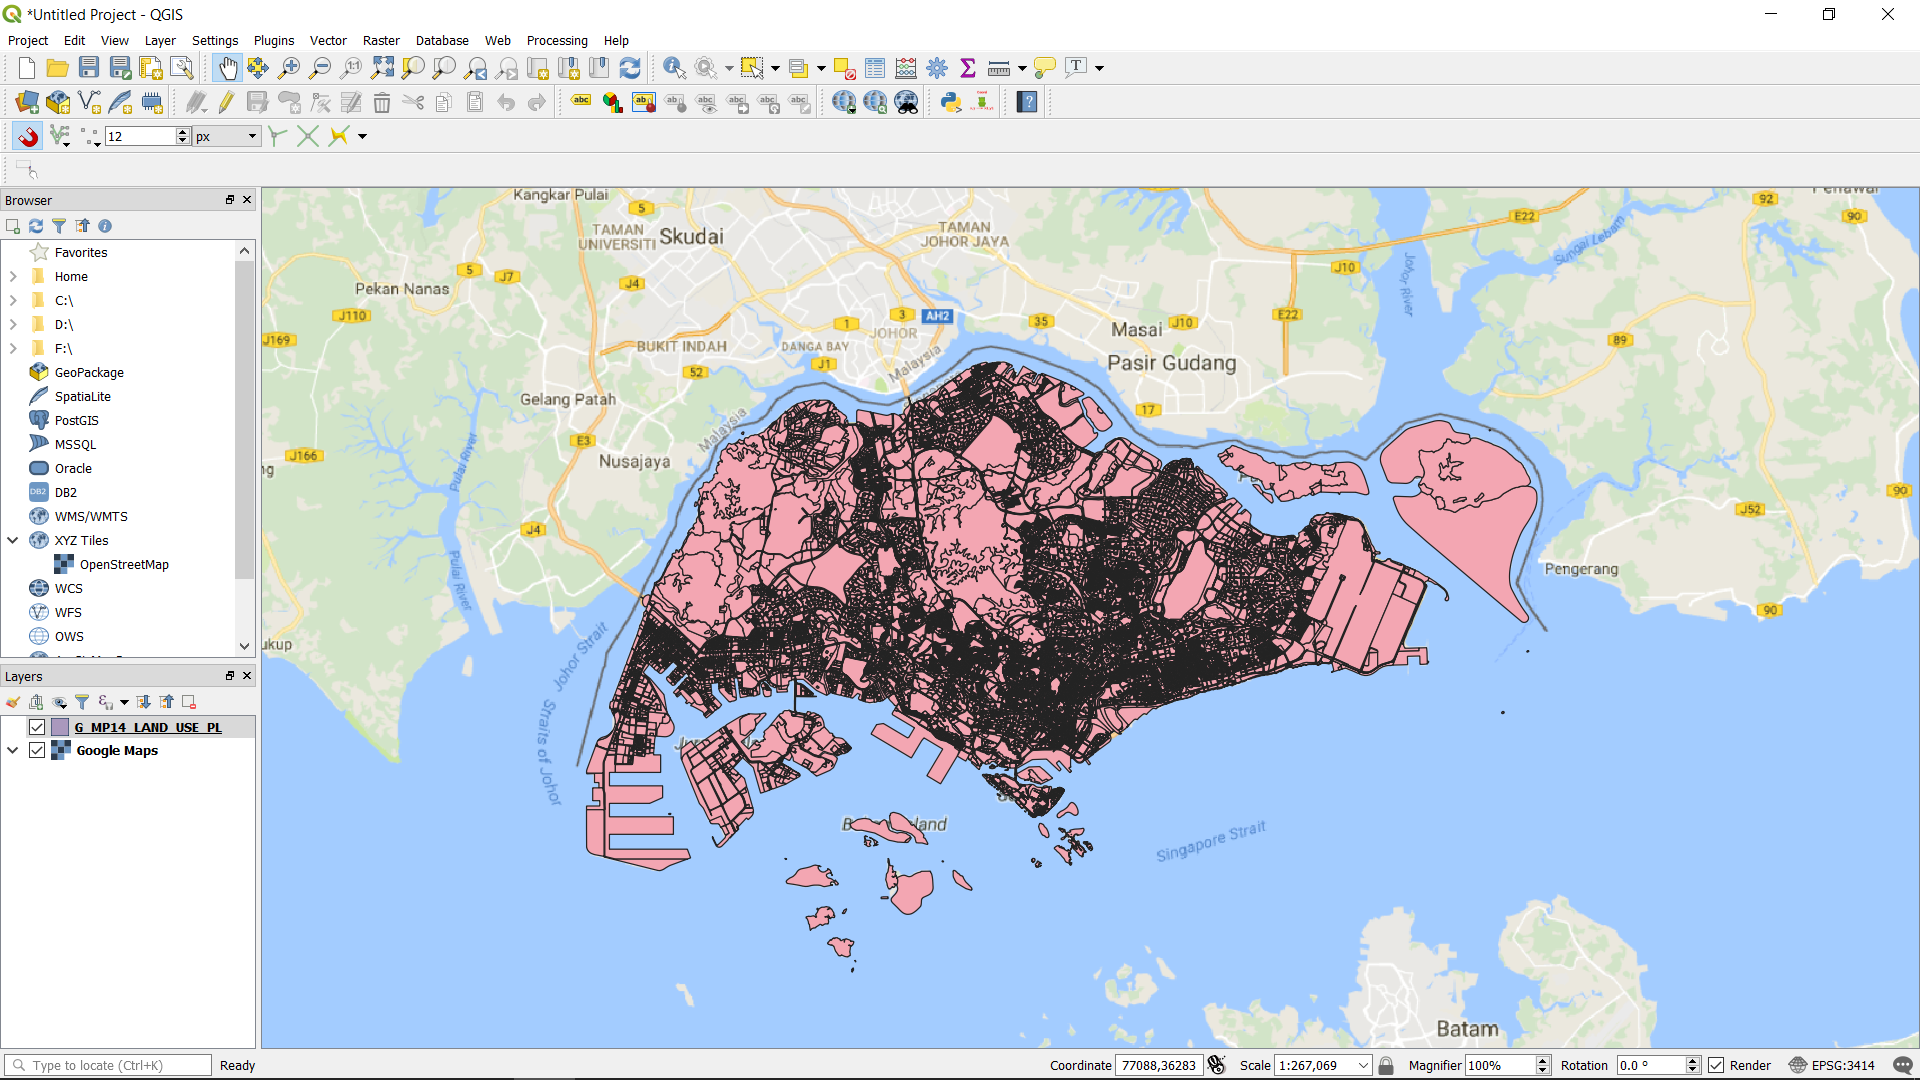 *Untitled Project - QGIS
Project Edit View Layer Settings Plugins Vector Raster Database Web Processing Help
12 px
Browser
Favorites
Home
C:\
D:\
F:\
GeoPackage
SpatiaLite
PostGIS
MSSQL
Oracle
DB2
WMS/WMTS
XYZ Tiles
OpenStreetMap
WCS
WFS
OWS
Layers
G_MP14_LAND_USE_PL
Google Maps
Kangkar Pulai
5
TAMAN
UNIVERSITI
Skudai
TAMAN
JOHOR JAYA
E22
92
90
Sungai Lebam
5
J7
J4
J10
Johor River
Pekan Nanas
J110
1
3
AH2
35
Masai
J10
E22
J169
JOHOR
BUKIT INDAH
DANGA BAY
J1
Malaysia
Pasir Gudang
89
52
Gelang Patah
17
Malaysia
E3
J166
Nusajaya
Pulai River
90
J52
J4
Pulai River
Pengerang
90
ukup
Johor Strait
Straits of Johor
Singapore Strait
Batam
Type to locate (Ctrl+K) Ready Coordinate 77088,36283 Scale 1:267,069 Magnifier 100% Rotation 0.0 ° Render EPSG:3414